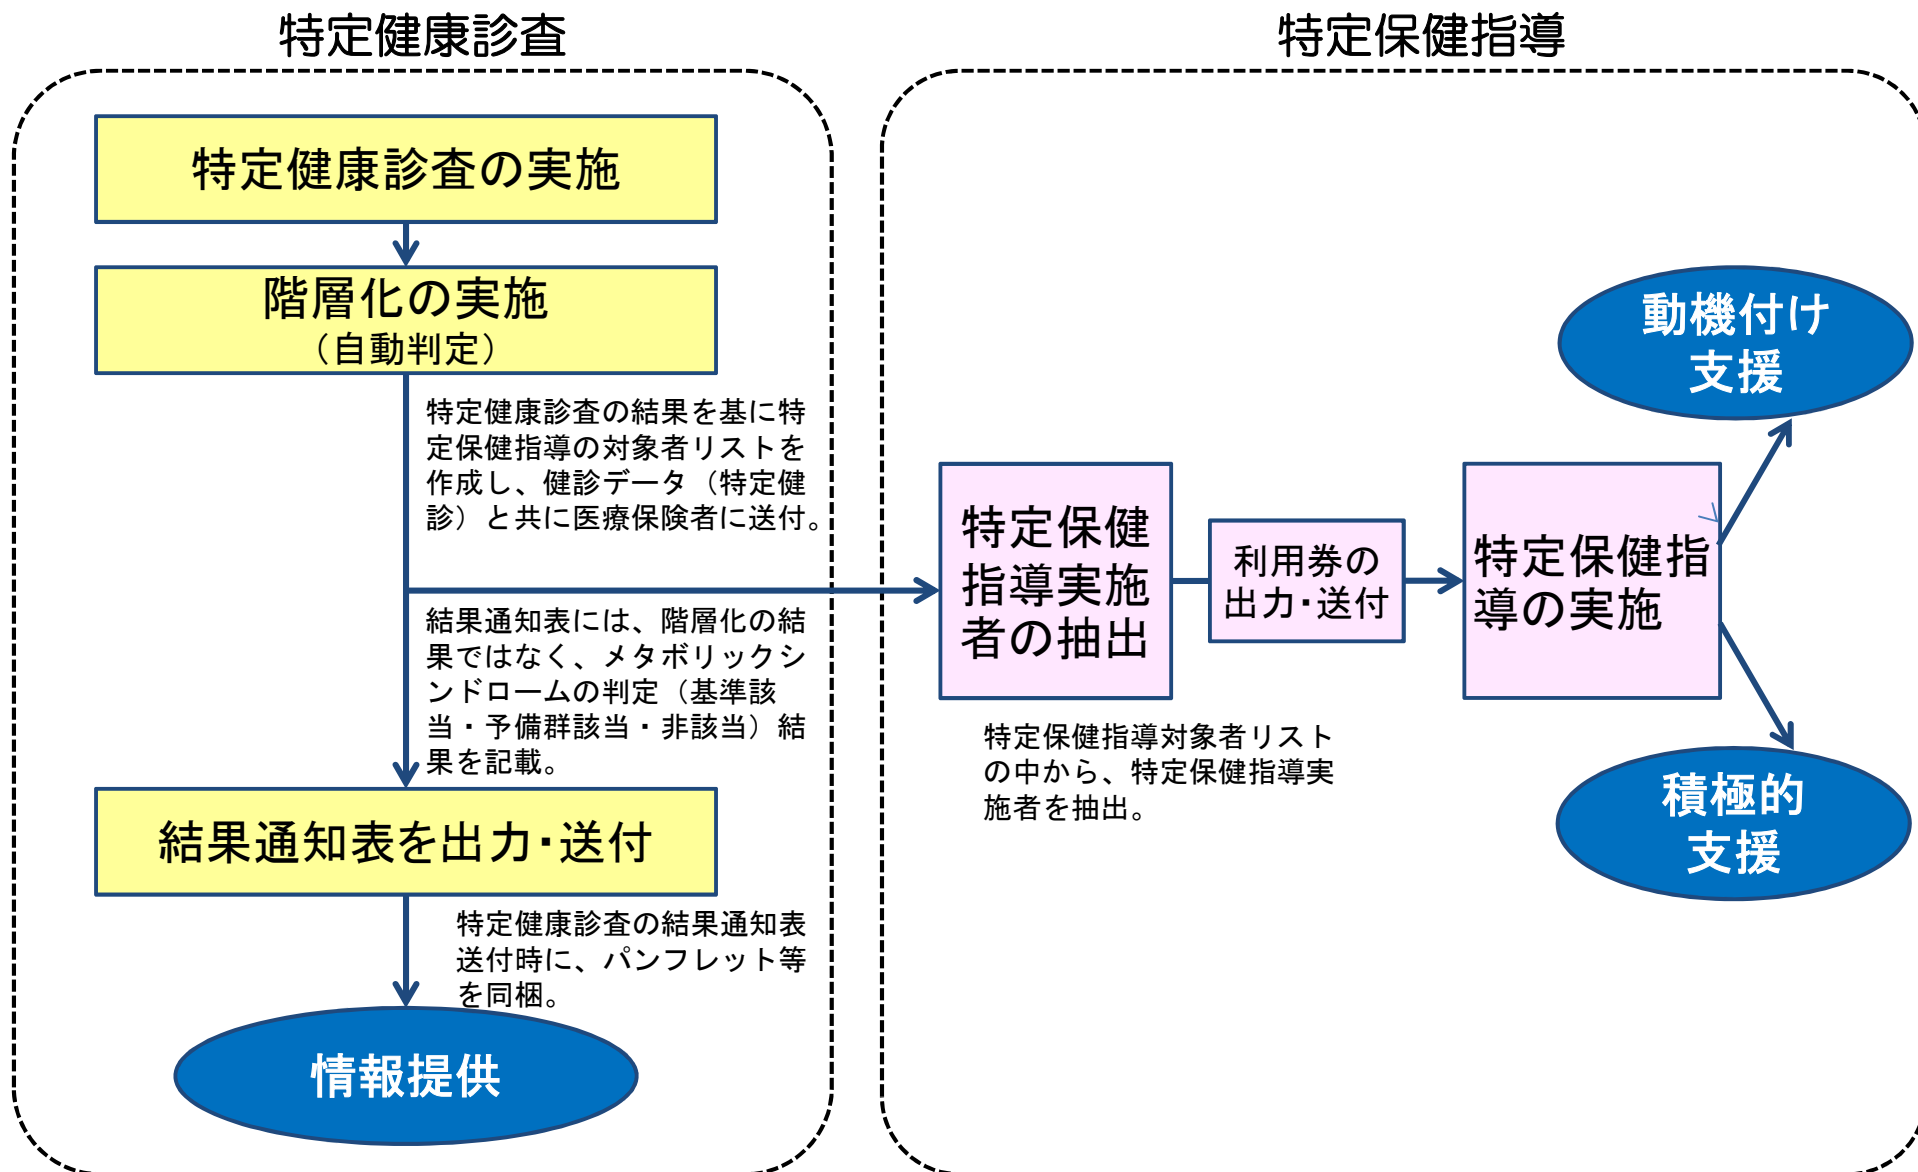 特定健康診査
特定健康診査の実施
階層化の実施
（自動判定）
特定健康診査の結果を基に特
定保健指導の対象者リストを
作成し、健診データ（特定健
診）と共に医療保険者に送付。
結果通知表には、階層化の結
果ではなく、メタボリックシ
ンドロームの判定（基準該
当・予備群該当・非該当）結
果を記載。
結果通知表を出力・送付
特定健康診査の結果通知表
送付時に、パンフレット等
を同梱。
情報提供
特定保健指導
特定保健
指導実施
者の抽出
特定保健指導対象者リスト
の中から、特定保健指導実
施者を抽出。
利用券の
出力・送付
特定保健指
導の実施
動機付け
支援
積極的
支援